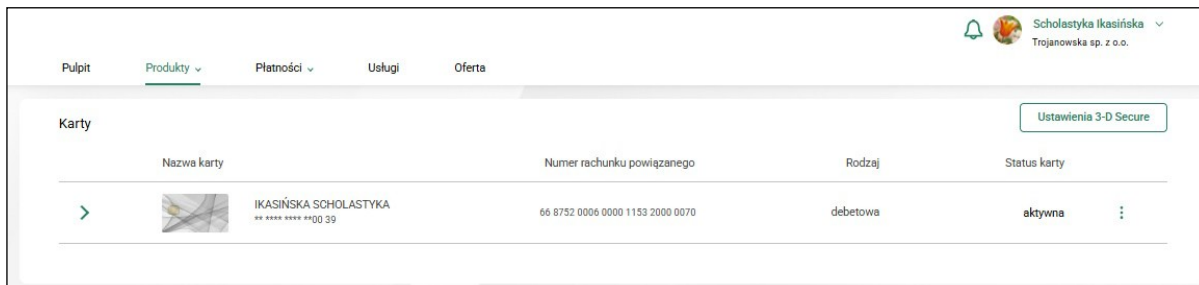 Scholastyka Ikasińska
Trojanowska sp. z o.o.
Pulpit Produkty Płatności Usługi Oferta
Karty
Ustawienia 3-D Secure
Nazwa karty Numer rachunku powiązanego Rodzaj Status karty
IKASIŃSKA SCHOLASTYKA
** **** **** **00 39
66 8752 0006 0000 1153 2000 0070 debetowa aktywna